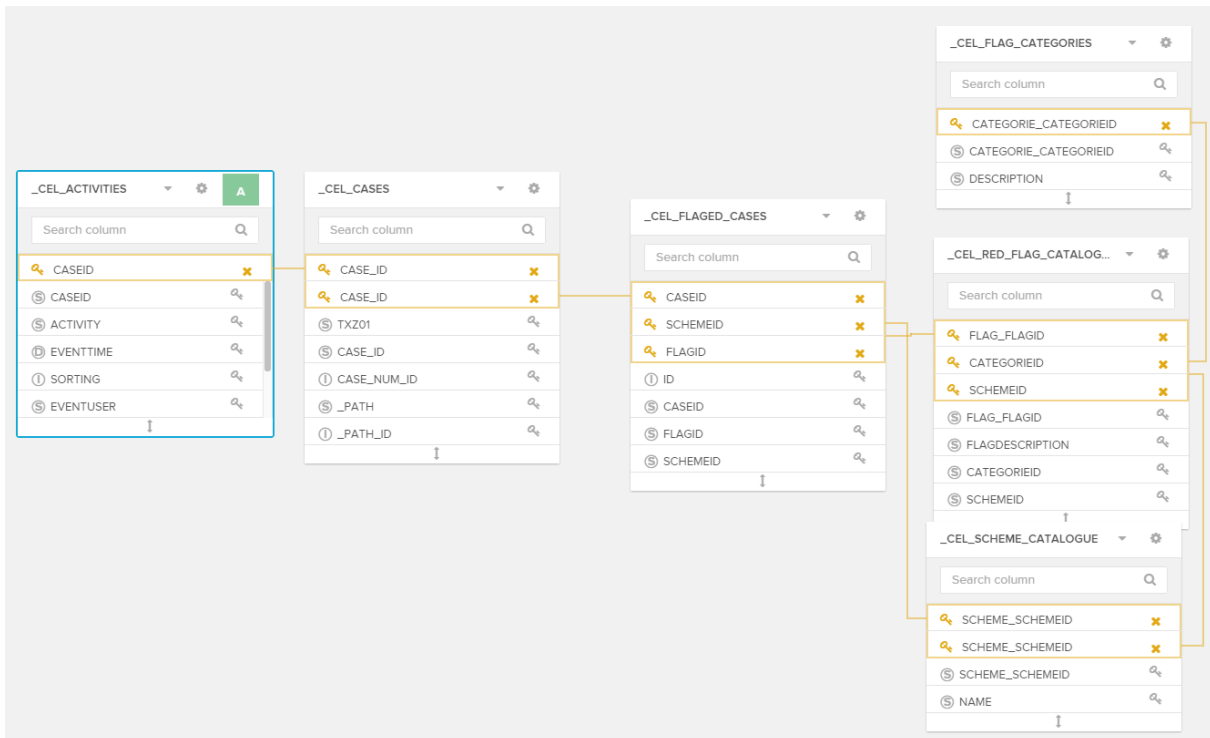 _CEL_ACTIVITIES
A
Search column
CASEID
CASEID
ACTIVITY
EVENTTIME
SORTING
EVENTUSER
_CEL_CASES
Search column
CASE_ID
CASE_ID
TXZ01
CASE_ID
CASE_NUM_ID
_PATH
_PATH_ID
_CEL_FLAGED_CASES
Search column
CASEID
SCHEMEID
FLAGID
ID
CASEID
FLAGID
SCHEMEID
_CEL_FLAG_CATEGORIES
Search column
CATEGORIE_CATEGORIEID
CATEGORIE_CATEGORIEID
DESCRIPTION
_CEL_RED_FLAG_CATALOG...
Search column
FLAG_FLAGID
CATEGORIEID
SCHEMEID
FLAG_FLAGID
FLAGDESCRIPTION
CATEGORIEID
SCHEMEID
_CEL_SCHEME_CATALOGUE
Search column
SCHEME_SCHEMEID
SCHEME_SCHEMEID
SCHEME_SCHEMEID
NAME